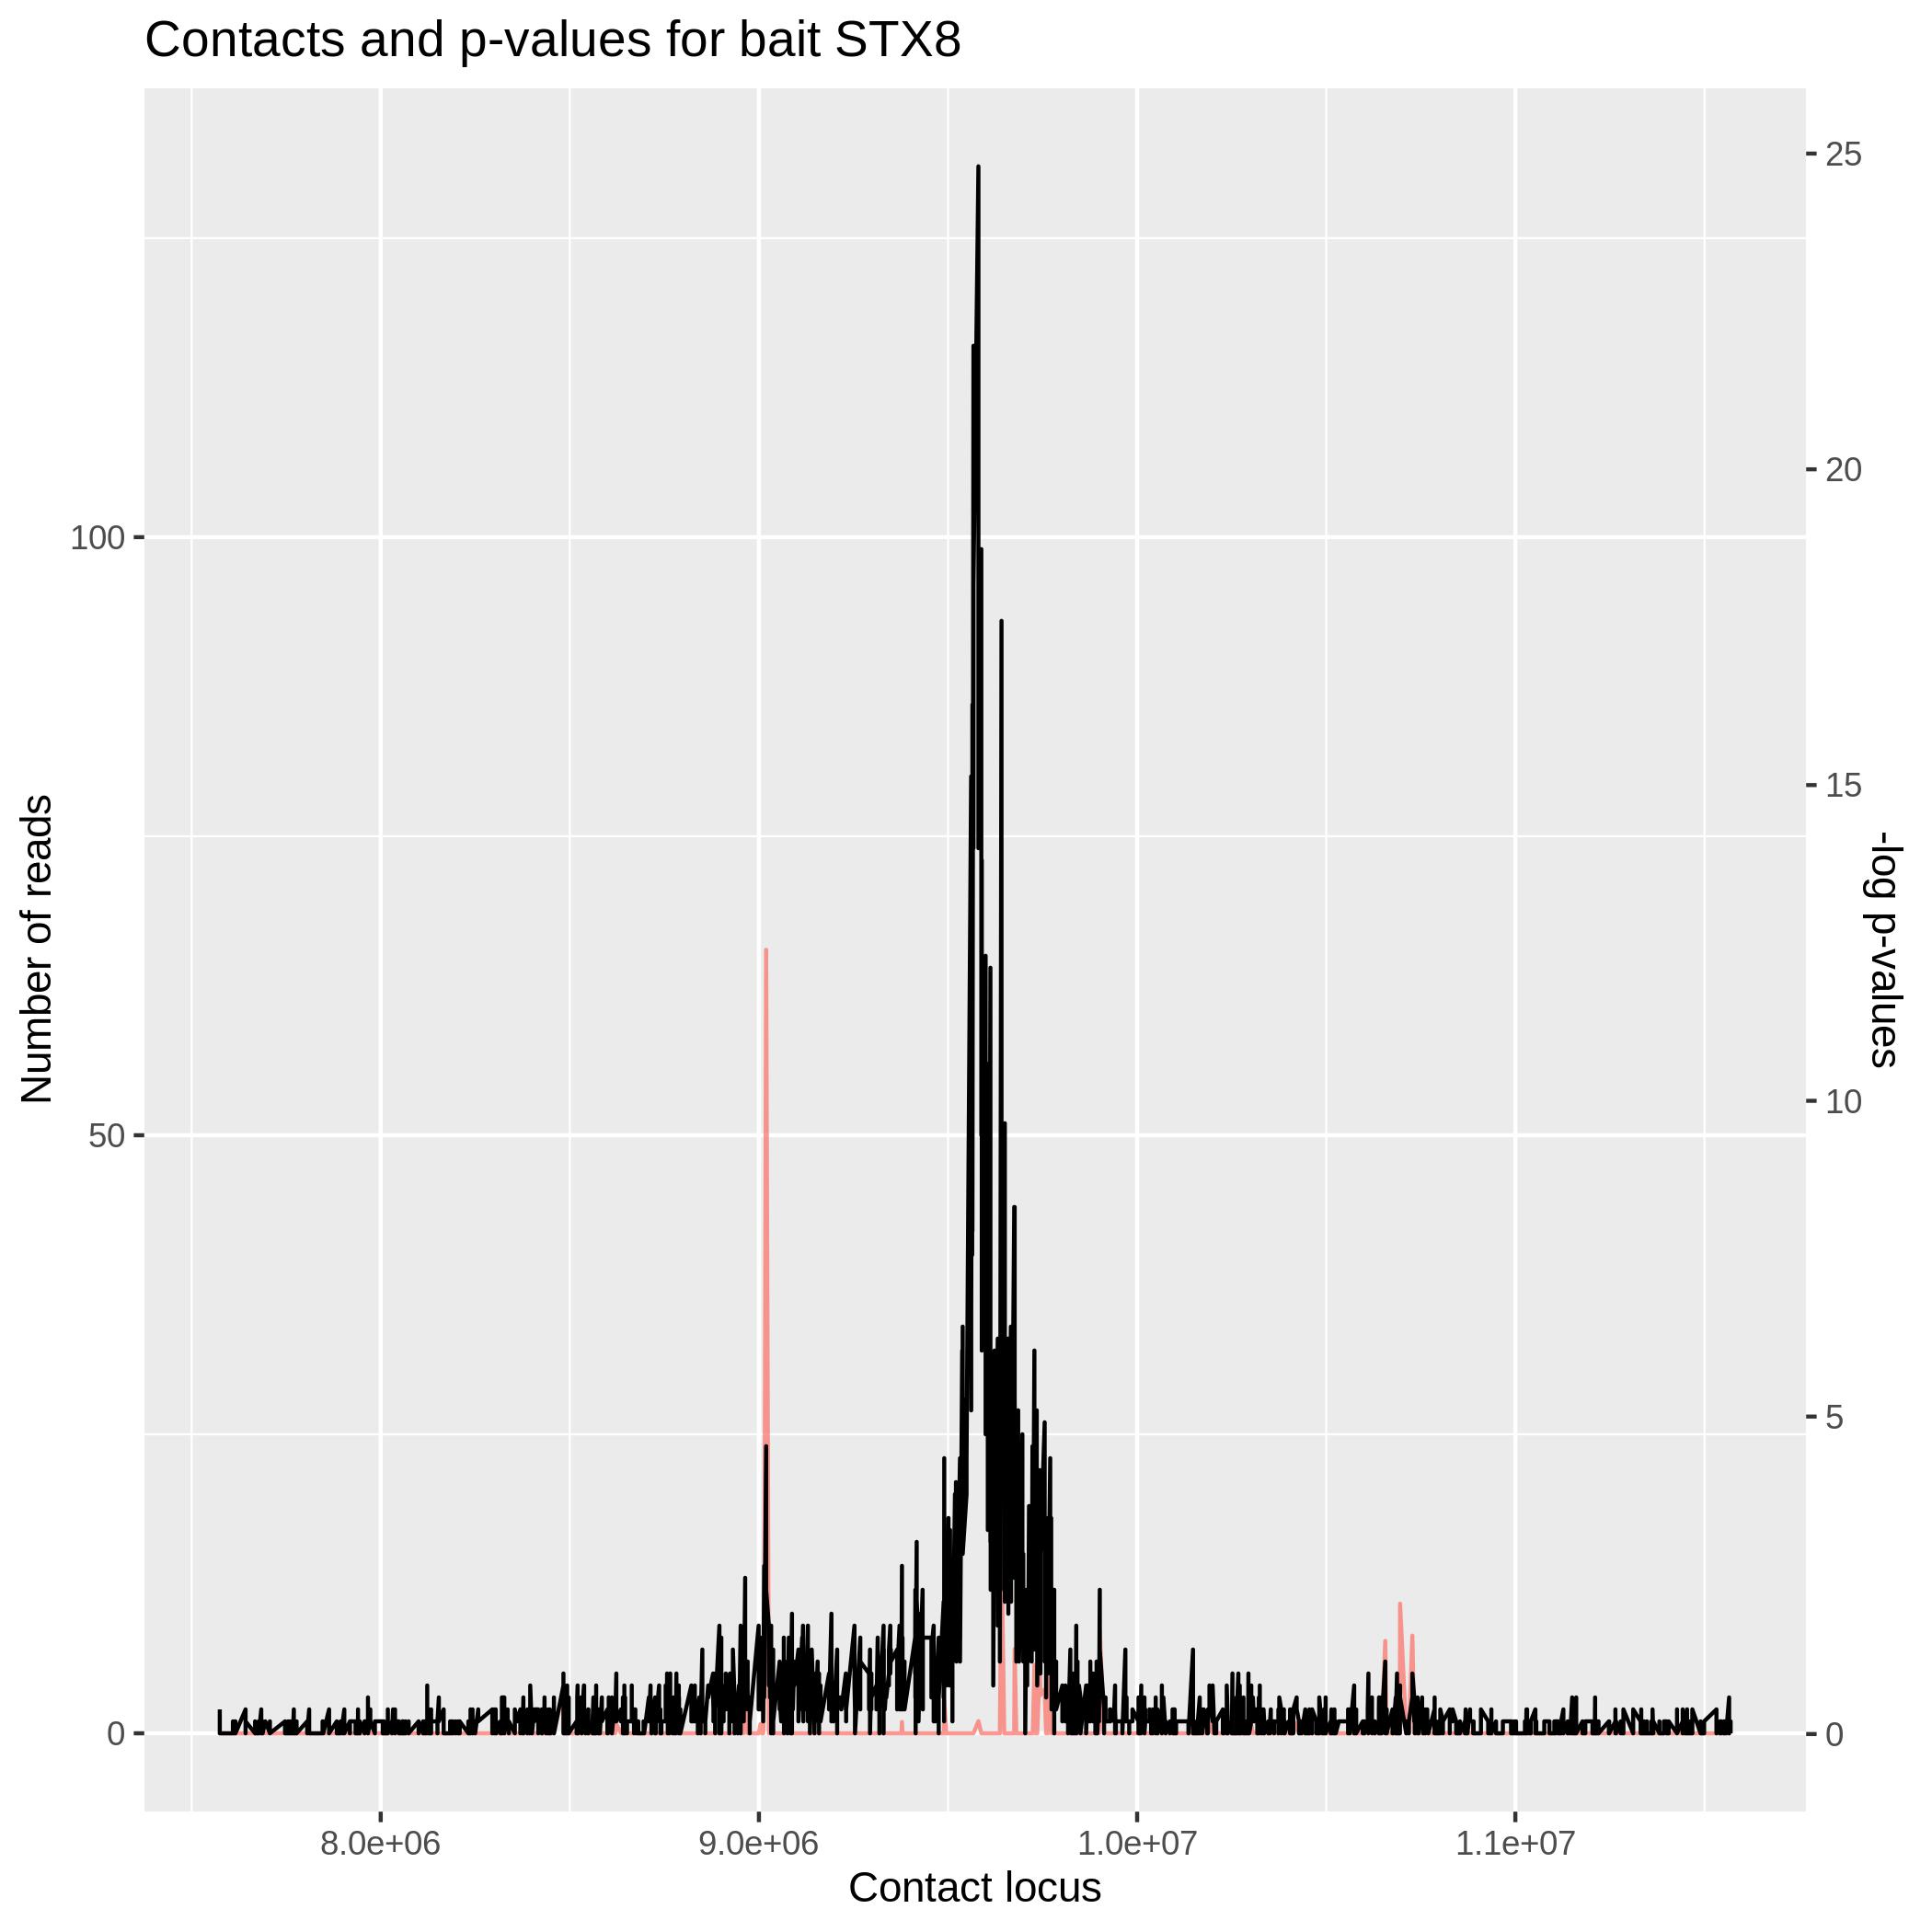 Contacts and p-values for bait STX8
Number of reads
100
50
0
25
20
15
10
5
0
-log p-values
8.0e+06
9.0e+06
1.0e+07
1.1e+07
Contact locus